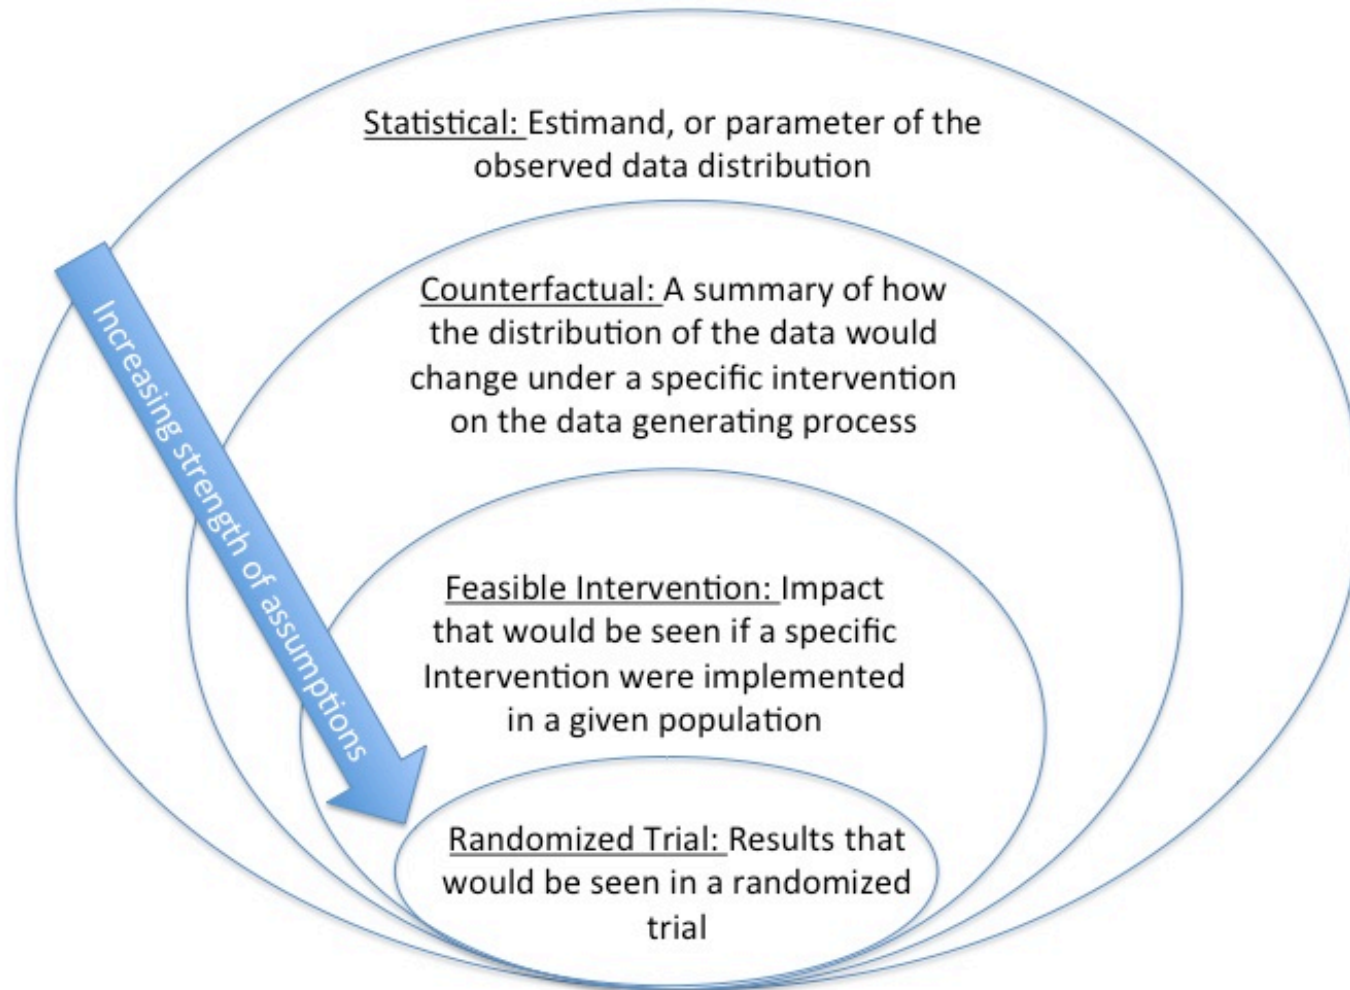 Statistical: Estimand, or parameter of the
observed data distribution
Counterfactual: A summary of how
the distribution of the data would
change under a specific intervention
on the data generating process
Increasing strength of assumptions
Feasible Intervention: Impact
that would be seen if a specific
Intervention were implemented
in a given population
Randomized Trial: Results that
would be seen in a randomized
trial